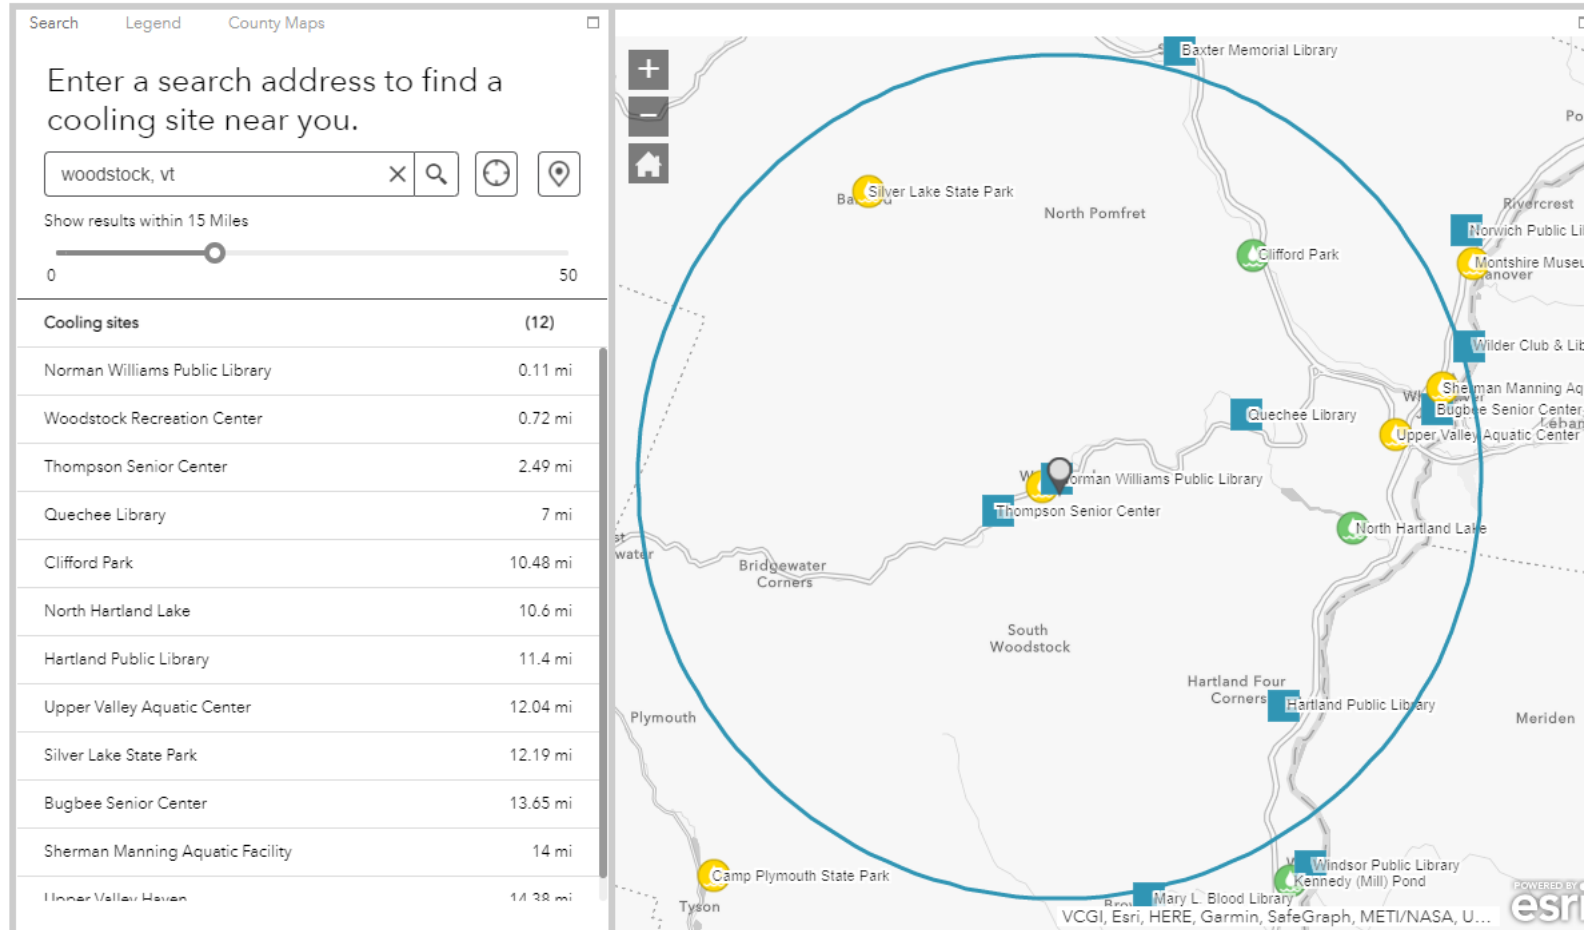 Search Legend County Maps
Enter a search address to find a
cooling site near you.
woodstock, vt
Show results within 15 Miles
0 50
Cooling sites (12)
Norman Williams Public Library 0.11 mi
Woodstock Recreation Center 0.72 mi
Thompson Senior Center 2.49 mi
Quechee Library 7 mi
Clifford Park 10.48 mi
North Hartland Lake 10.6 mi
Hartland Public Library 11.4 mi
Upper Valley Aquatic Center 12.04 mi
Silver Lake State Park 12.19 mi
Bugbee Senior Center 13.65 mi
Sherman Manning Aquatic Facility 14 mi
Upper Valley Haven 14.38 mi
+
−
Baxter Memorial Library
Silver Lake State Park
North Pomfret
Rivercrest
Norwich Public Li
Clifford Park
Montshire Museu
anover
Wilder Club & Lib
Sherman Manning Aq
Bugbee Senior Center
Quechee Library
Upper Valley Aquatic Center
Norman Williams Public Library
Thompson Senior Center
North Hartland Lake
Bridgewater
Corners
South
Woodstock
Hartland Four
Corners
Hartland Public Library
Plymouth
Meriden
Windsor Public Library
Kennedy (Mill) Pond
Camp Plymouth State Park
Mary L. Blood Library
Tyson
VCGI, Esri, HERE, Garmin, SafeGraph, METI/NASA, U...
POWERED BY
esri